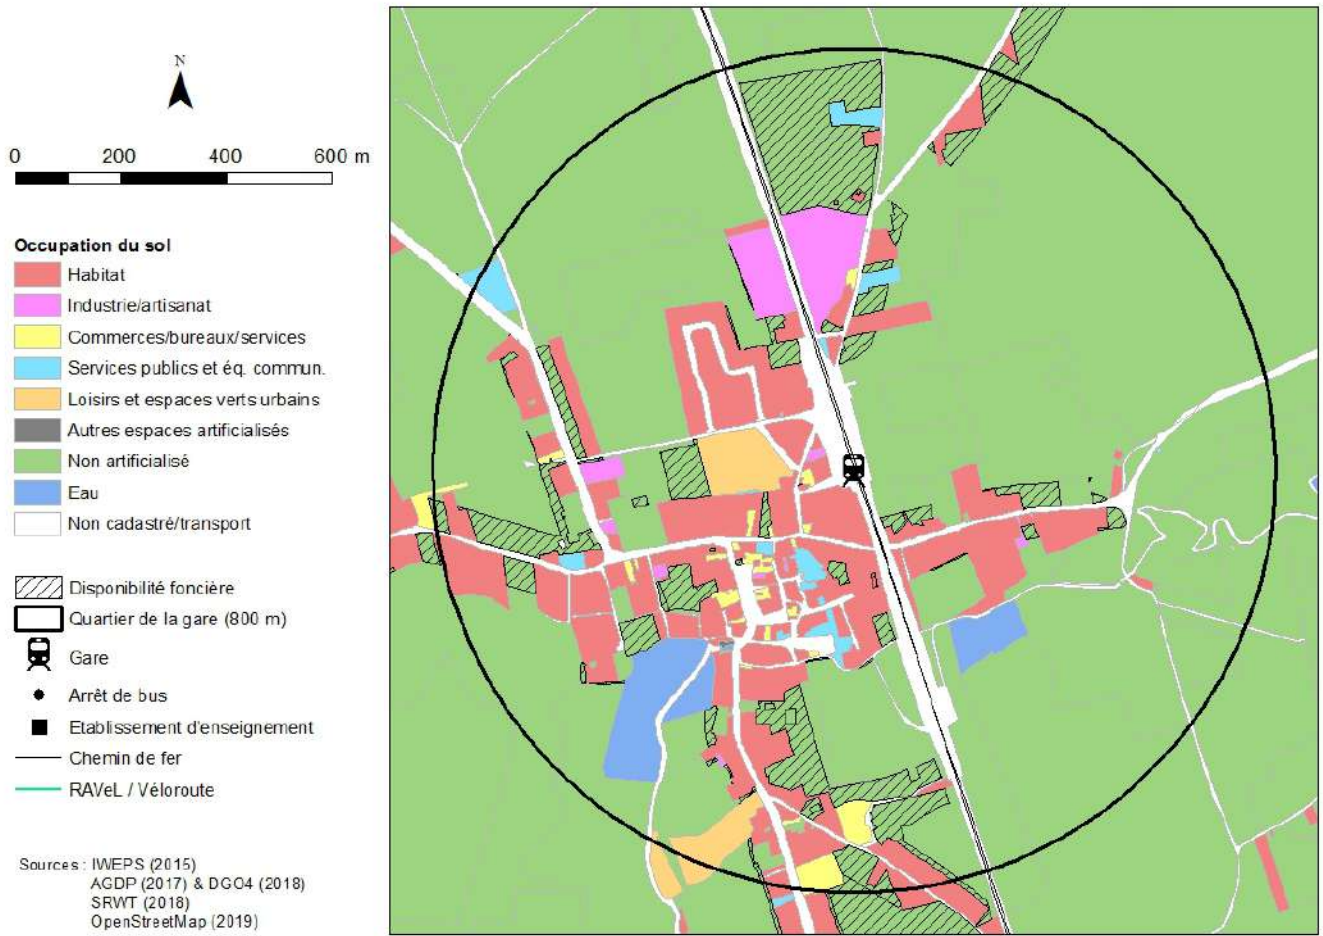 N
0 200 400 600 m
Occupation du sol
Habitat
Industrie/artisanat
Commerces/bureaux/services
Services publics et éq. commun.
Loisirs et espaces verts urbains
Autres espaces artificialisés
Non artificialisé
Eau
Non cadastré/transport
Disponibilité foncière
Quartier de la gare (800 m)
Gare
Arrêt de bus
Etablissement d'enseignement
Chemin de fer
RAVeL / Véloroute
Sources : IWEPS (2015)
AGDP (2017) & DGO4 (2018)
SRWT (2018)
OpenStreetMap (2019)